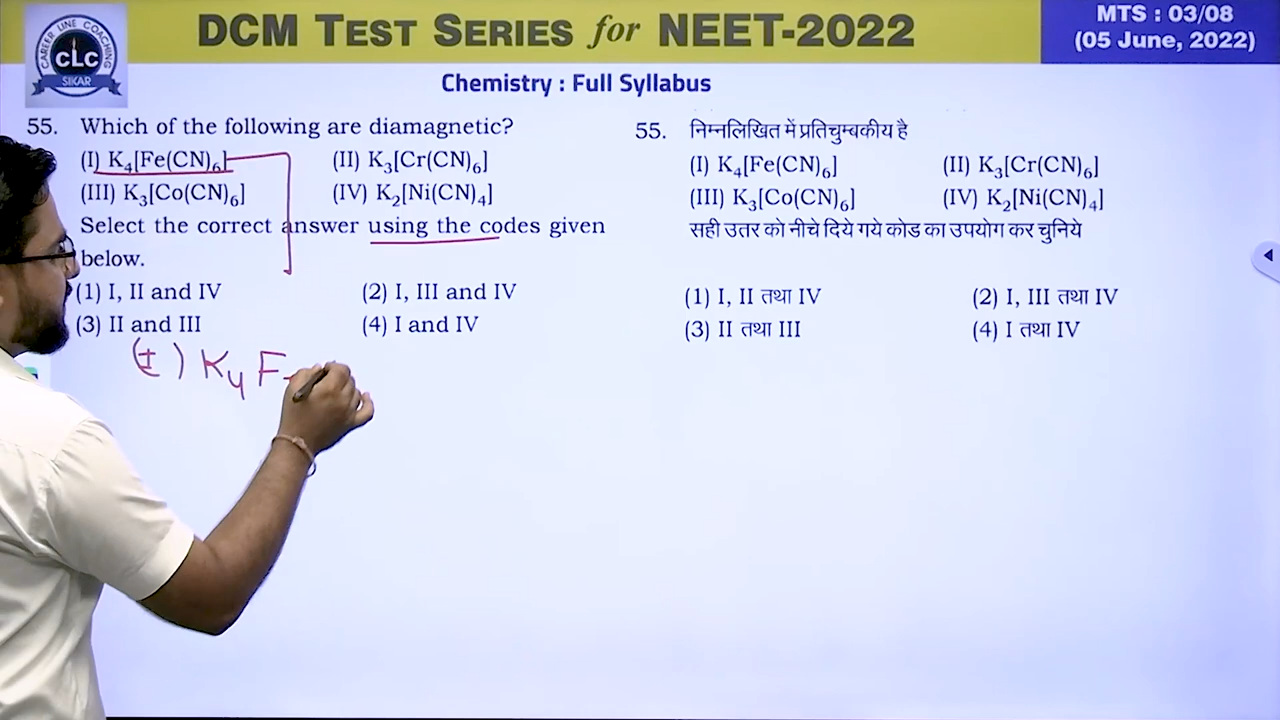 DCM TEST SERIES for NEET-2022
MTS : 03/08
(05 June, 2022)
CAREER LINE COACHING
CLC
SIKAR
Chemistry : Full Syllabus
55. Which of the following are diamagnetic?
(I) K₄[Fe(CN)₆] (II) K₃[Cr(CN)₆]
(III) K₃[Co(CN)₆] (IV) K₂[Ni(CN)₄]
Select the correct answer using the codes given
below.
(1) I, II and IV (2) I, III and IV
(3) II and III (4) I and IV
(I) K₄ F
55. निम्नलिखित में प्रतिचुम्बकीय है
(I) K₄[Fe(CN)₆] (II) K₃[Cr(CN)₆]
(III) K₃[Co(CN)₆] (IV) K₂[Ni(CN)₄]
सही उतर को नीचे दिये गये कोड का उपयोग कर चुनिये
(1) I, II तथा IV (2) I, III तथा IV
(3) II तथा III (4) I तथा IV